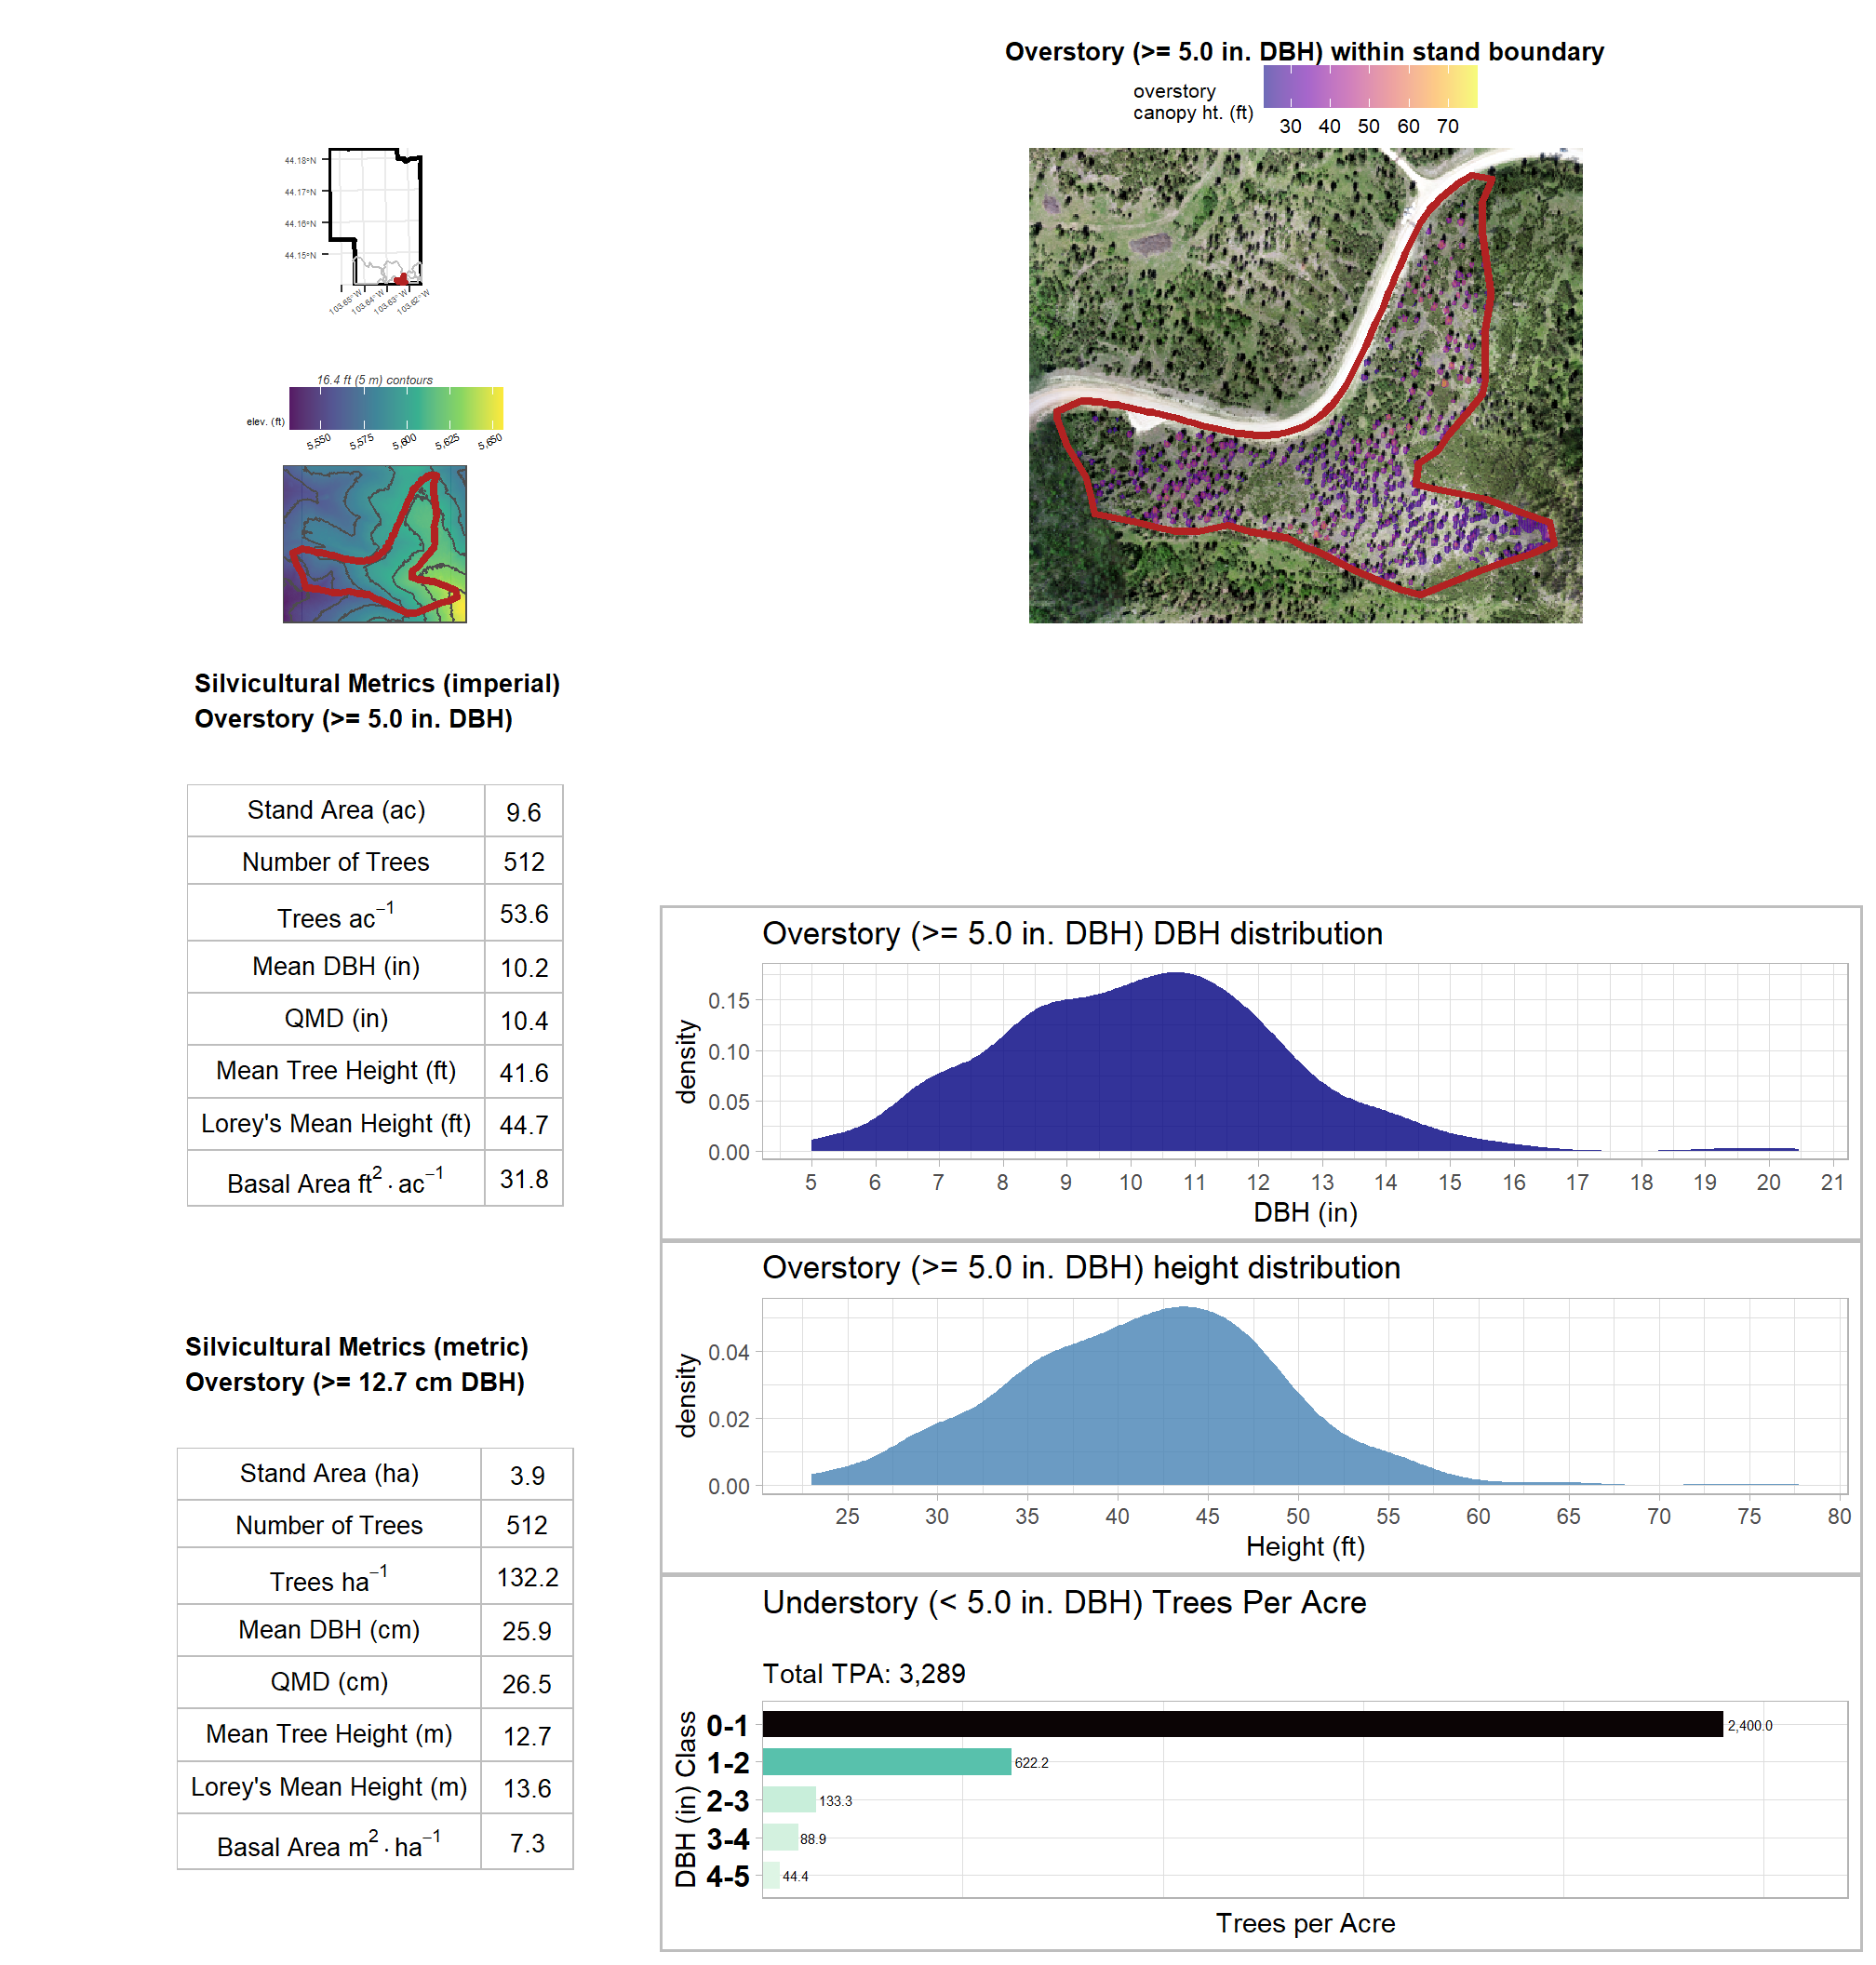 Overstory (>= 5.0 in. DBH) within stand boundary
overstory
canopy ht. (ft)
30 40 50 60 70
44.18°N
44.17°N
44.16°N
44.15°N
103.65°W 103.64°W 103.63°W 103.62°W
16.4 ft (5 m) contours
elev. (ft)
5,550 5,575 5,600 5,625 5,650
Silvicultural Metrics (imperial)
Overstory (>= 5.0 in. DBH)
Stand Area (ac) 9.6
Number of Trees 512
Trees ac⁻¹ 53.6
Mean DBH (in) 10.2
QMD (in) 10.4
Mean Tree Height (ft) 41.6
Lorey's Mean Height (ft) 44.7
Basal Area ft² · ac⁻¹ 31.8
Silvicultural Metrics (metric)
Overstory (>= 12.7 cm DBH)
Stand Area (ha) 3.9
Number of Trees 512
Trees ha⁻¹ 132.2
Mean DBH (cm) 25.9
QMD (cm) 26.5
Mean Tree Height (m) 12.7
Lorey's Mean Height (m) 13.6
Basal Area m² · ha⁻¹ 7.3
Overstory (>= 5.0 in. DBH) DBH distribution
density
0.15
0.10
0.05
0.00
5 6 7 8 9 10 11 12 13 14 15 16 17 18 19 20 21
DBH (in)
Overstory (>= 5.0 in. DBH) height distribution
density
0.04
0.02
0.00
25 30 35 40 45 50 55 60 65 70 75 80
Height (ft)
Understory (< 5.0 in. DBH) Trees Per Acre
Total TPA: 3,289
DBH (in) Class
0-1 2,400.0
1-2 622.2
2-3 133.3
3-4 88.9
4-5 44.4
Trees per Acre